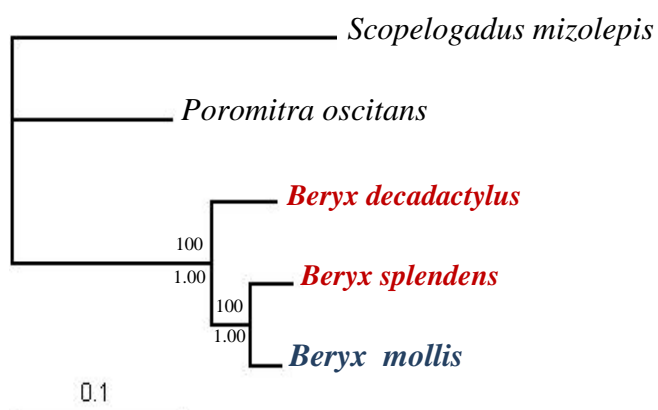 Scopelogadus mizolepis
Poromitra oscitans
Beryx decadactylus
100
1.00
Beryx splendens
100
1.00
Beryx mollis
0.1